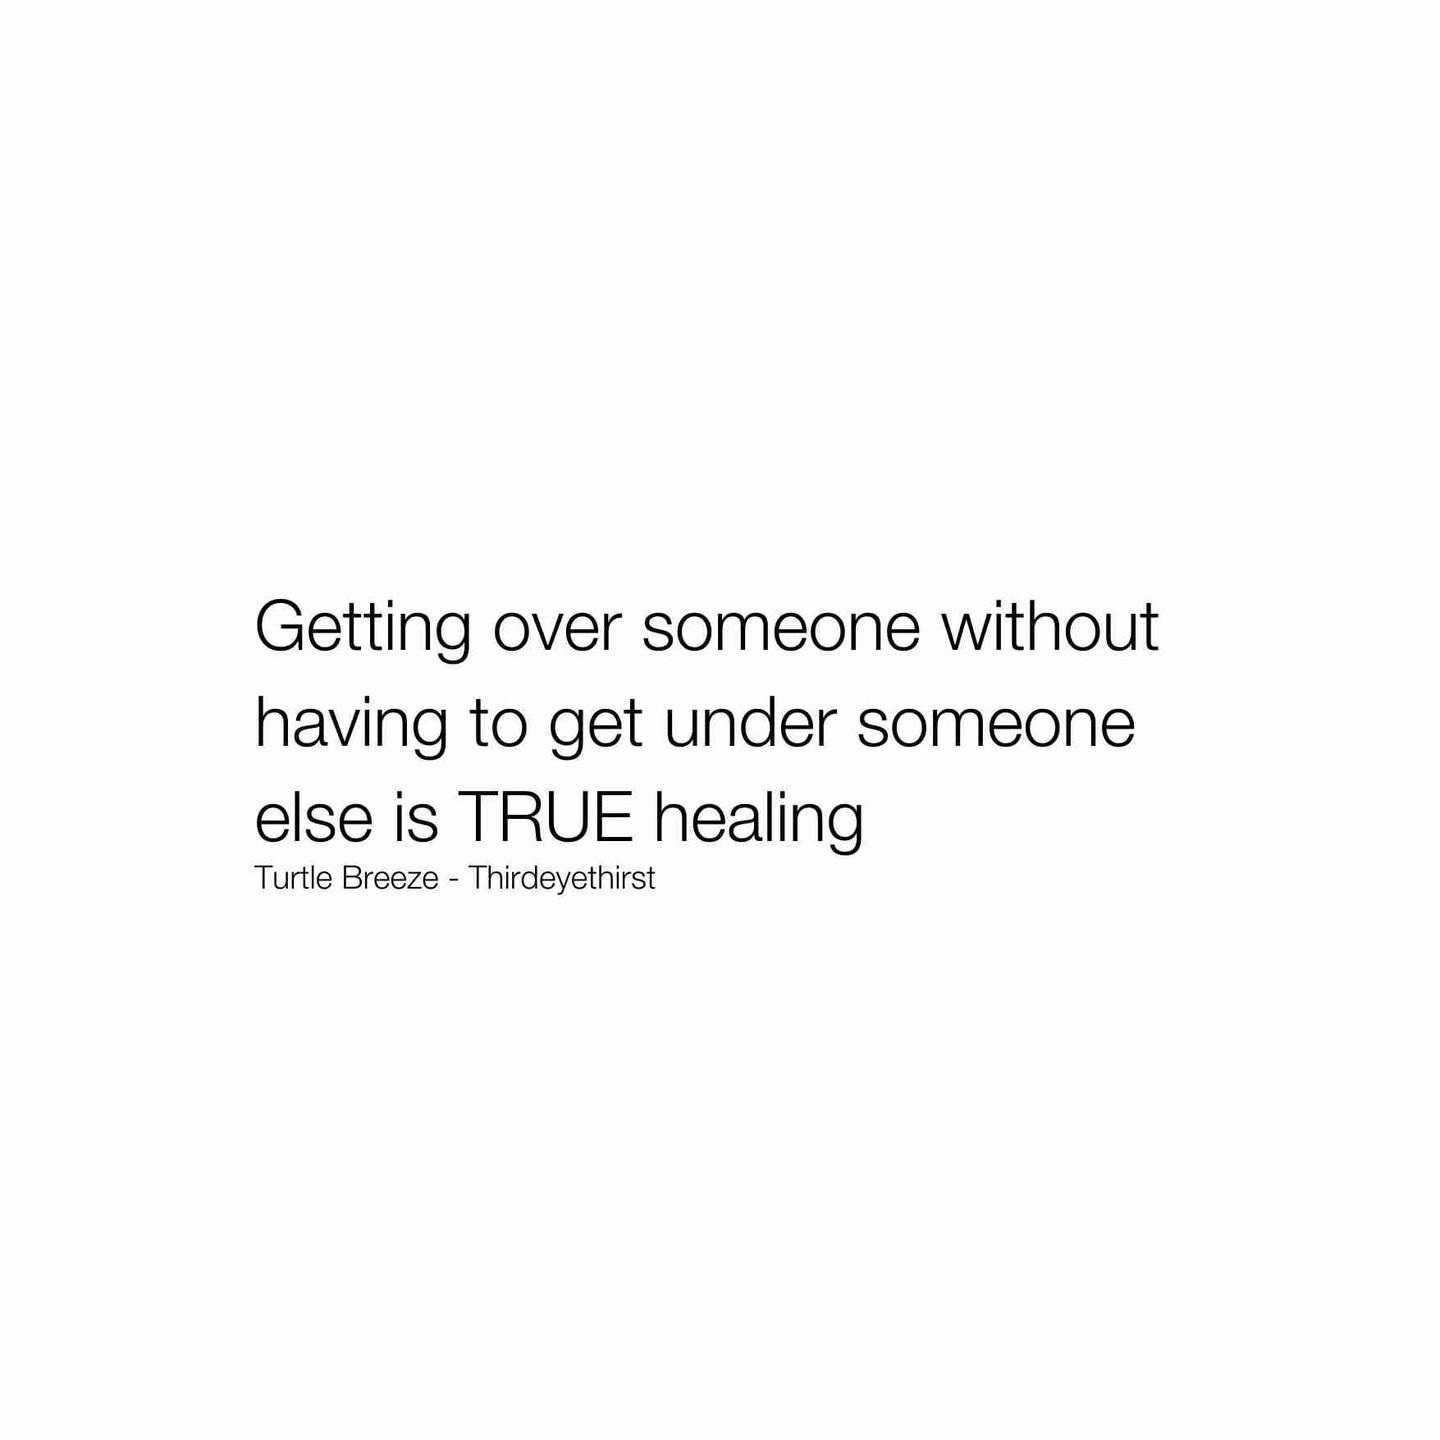 Getting over someone without
having to get under someone
else is TRUE healing
Turtle Breeze - Thirdeyethirst